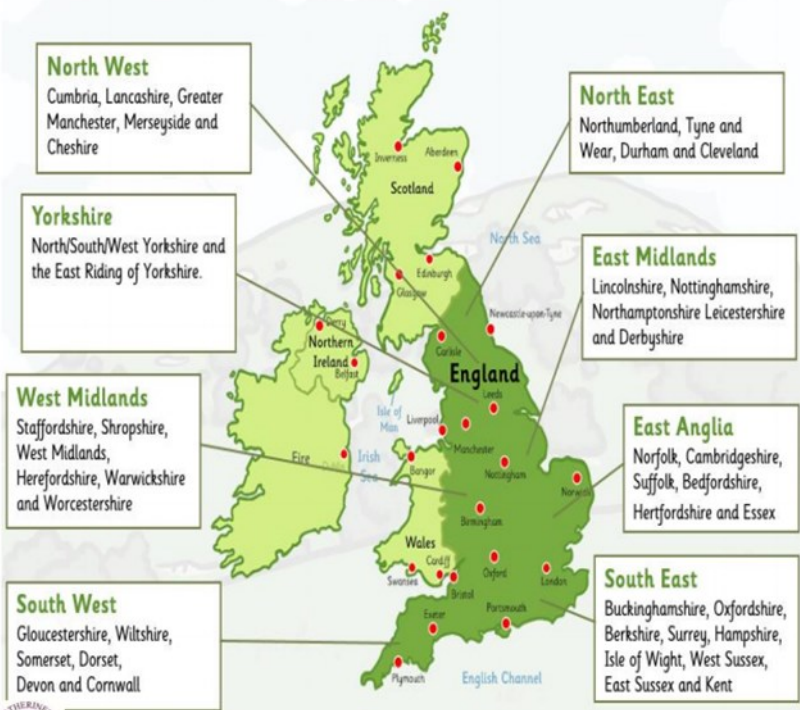 North West
Cumbria, Lancashire, Greater
Manchester, Merseyside and
Cheshire
North East
Northumberland, Tyne and
Wear, Durham and Cleveland
Yorkshire
North/South/West Yorkshire and
the East Riding of Yorkshire.
East Midlands
Lincolnshire, Nottinghamshire,
Northamptonshire Leicestershire
and Derbyshire
West Midlands
Staffordshire, Shropshire,
West Midlands,
Herefordshire, Warwickshire
and Worcestershire
East Anglia
Norfolk, Cambridgeshire,
Suffolk, Bedfordshire,
Hertfordshire and Essex
South West
Gloucestershire, Wiltshire,
Somerset, Dorset,
Devon and Cornwall
South East
Buckinghamshire, Oxfordshire,
Berkshire, Surrey, Hampshire,
Isle of Wight, West Sussex,
East Sussex and Kent
Inverness
Aberdeen
Scotland
North Sea
Edinburgh
Glasgow
Newcastle-upon-Tyne
Derry
Northern
Ireland
Belfast
Carlisle
England
Leeds
Isle of
Man
Liverpool
Manchester
Eire
Dublin
Irish
Sea
Bangor
Nottingham
Norwich
Birmingham
Wales
Cardiff
Swansea
Bristol
Oxford
London
Exeter
Portsmouth
Plymouth
English Channel